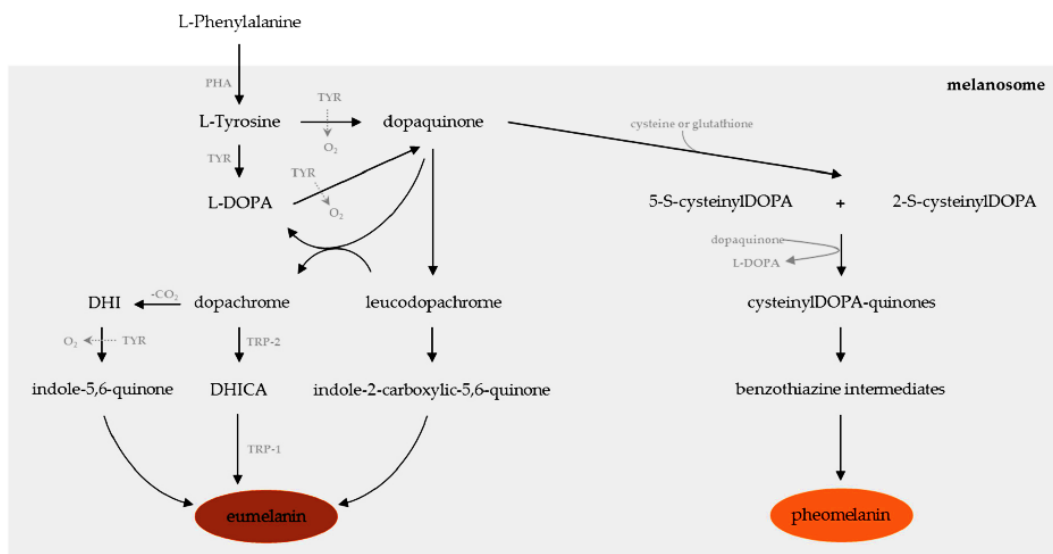 L-Phenylalanine
melanosome
PHA
TYR
L-Tyrosine
dopaquinone
cysteine or glutathione
O₂
TYR
TYR
L-DOPA
O₂
5-S-cysteinylDOPA + 2-S-cysteinylDOPA
dopaquinone
L-DOPA
DHI
-CO₂
dopachrome
leucodopachrome
cysteinylDOPA-quinones
O₂
TYR
TRP-2
indole-5,6-quinone
DHICA
indole-2-carboxylic-5,6-quinone
benzothiazine intermediates
TRP-1
eumelanin
pheomelanin